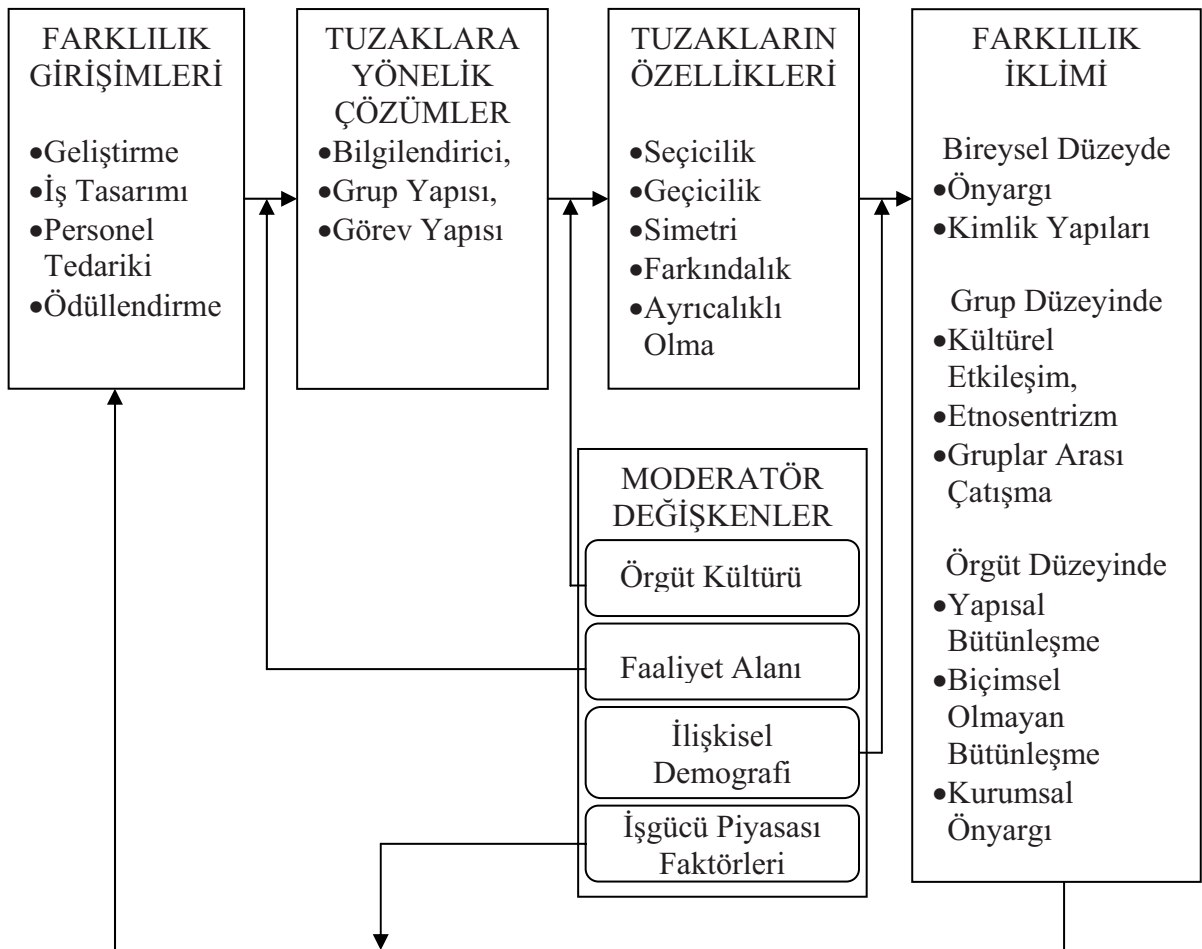 FARKLILIK
GİRİŞİMLERİ
•Geliştirme
•İş Tasarımı
•Personel
Tedariki
•Ödüllendirme
TUZAKLARA
YÖNELİK
ÇÖZÜMLER
•Bilgilendirici,
•Grup Yapısı,
•Görev Yapısı
TUZAKLARIN
ÖZELLİKLERİ
•Seçicilik
•Geçicilik
•Simetri
•Farkındalık
•Ayrıcalıklı
Olma
FARKLILIK
İKLİMİ
Bireysel Düzeyde
•Önyargı
•Kimlik Yapıları
Grup Düzeyinde
•Kültürel
Etkileşim,
•Etnosentrizm
•Gruplar Arası
Çatışma
Örgüt Düzeyinde
•Yapısal
Bütünleşme
•Biçimsel
Olmayan
Bütünleşme
•Kurumsal
Önyargı
MODERATÖR
DEĞİŞKENLER
Örgüt Kültürü
Faaliyet Alanı
İlişkisel
Demografi
İşgücü Piyasası
Faktörleri